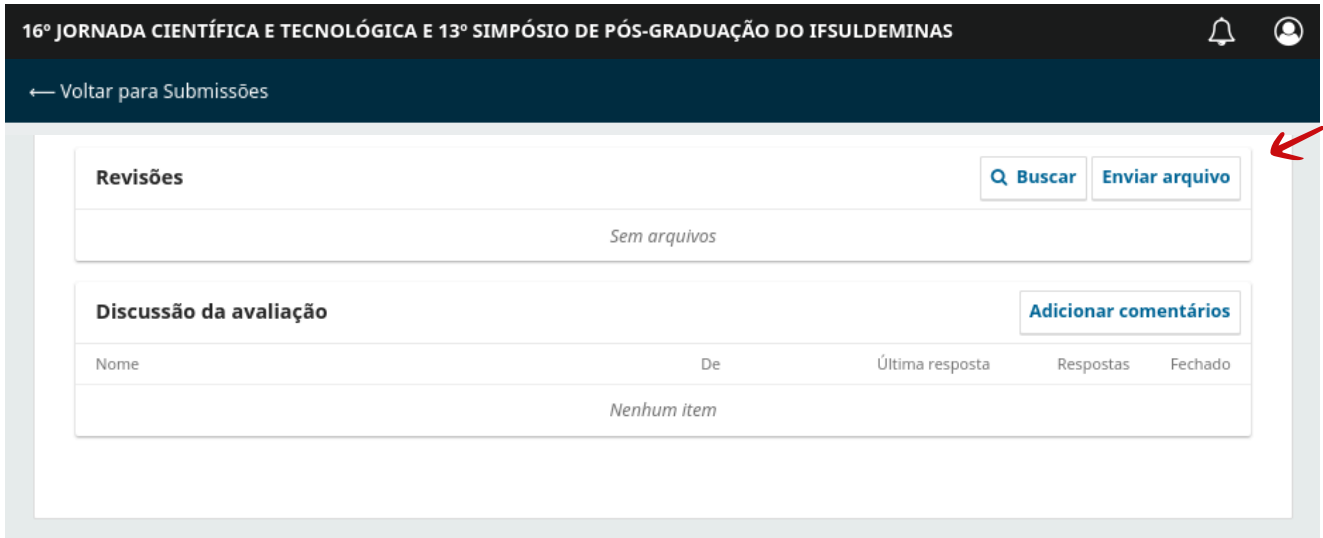 16º JORNADA CIENTÍFICA E TECNOLÓGICA E 13º SIMPÓSIO DE PÓS-GRADUAÇÃO DO IFSULDEMINAS
← Voltar para Submissões
Revisões Buscar Enviar arquivo
Sem arquivos
Discussão da avaliação Adicionar comentários
Nome De Última resposta Respostas Fechado
Nenhum item